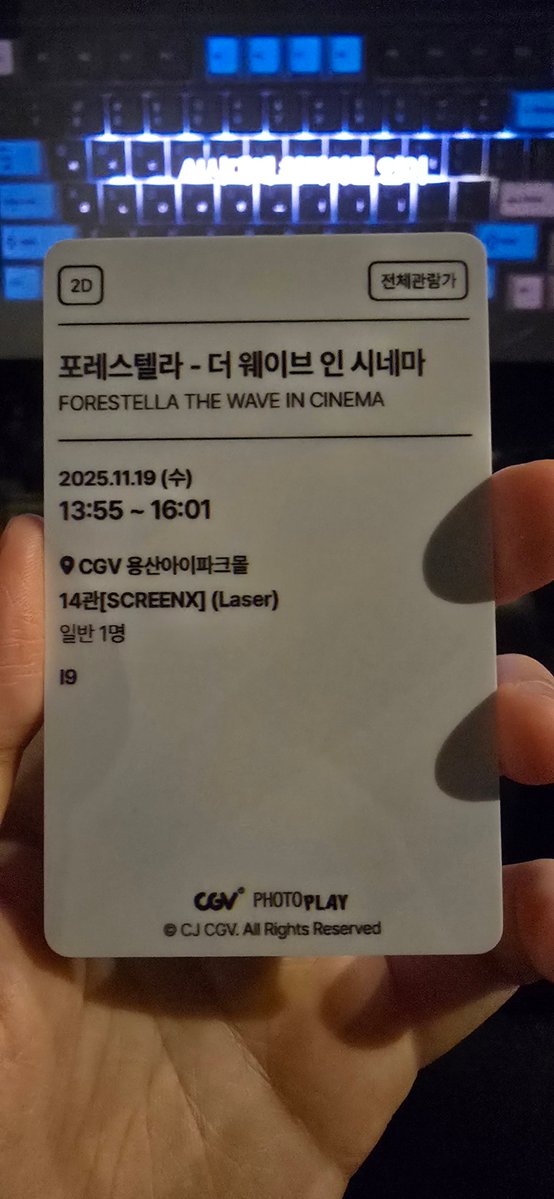 2D
전체관람가
포레스텔라 - 더 웨이브 인 시네마
FORESTELLA THE WAVE IN CINEMA
2025.11.19 (수)
13:55 ~ 16:01
CGV 용산아이파크몰
14관[SCREENX] (Laser)
일반 1명
I9
CGV PHOTOPLAY
© CJ CGV. All Rights Reserved